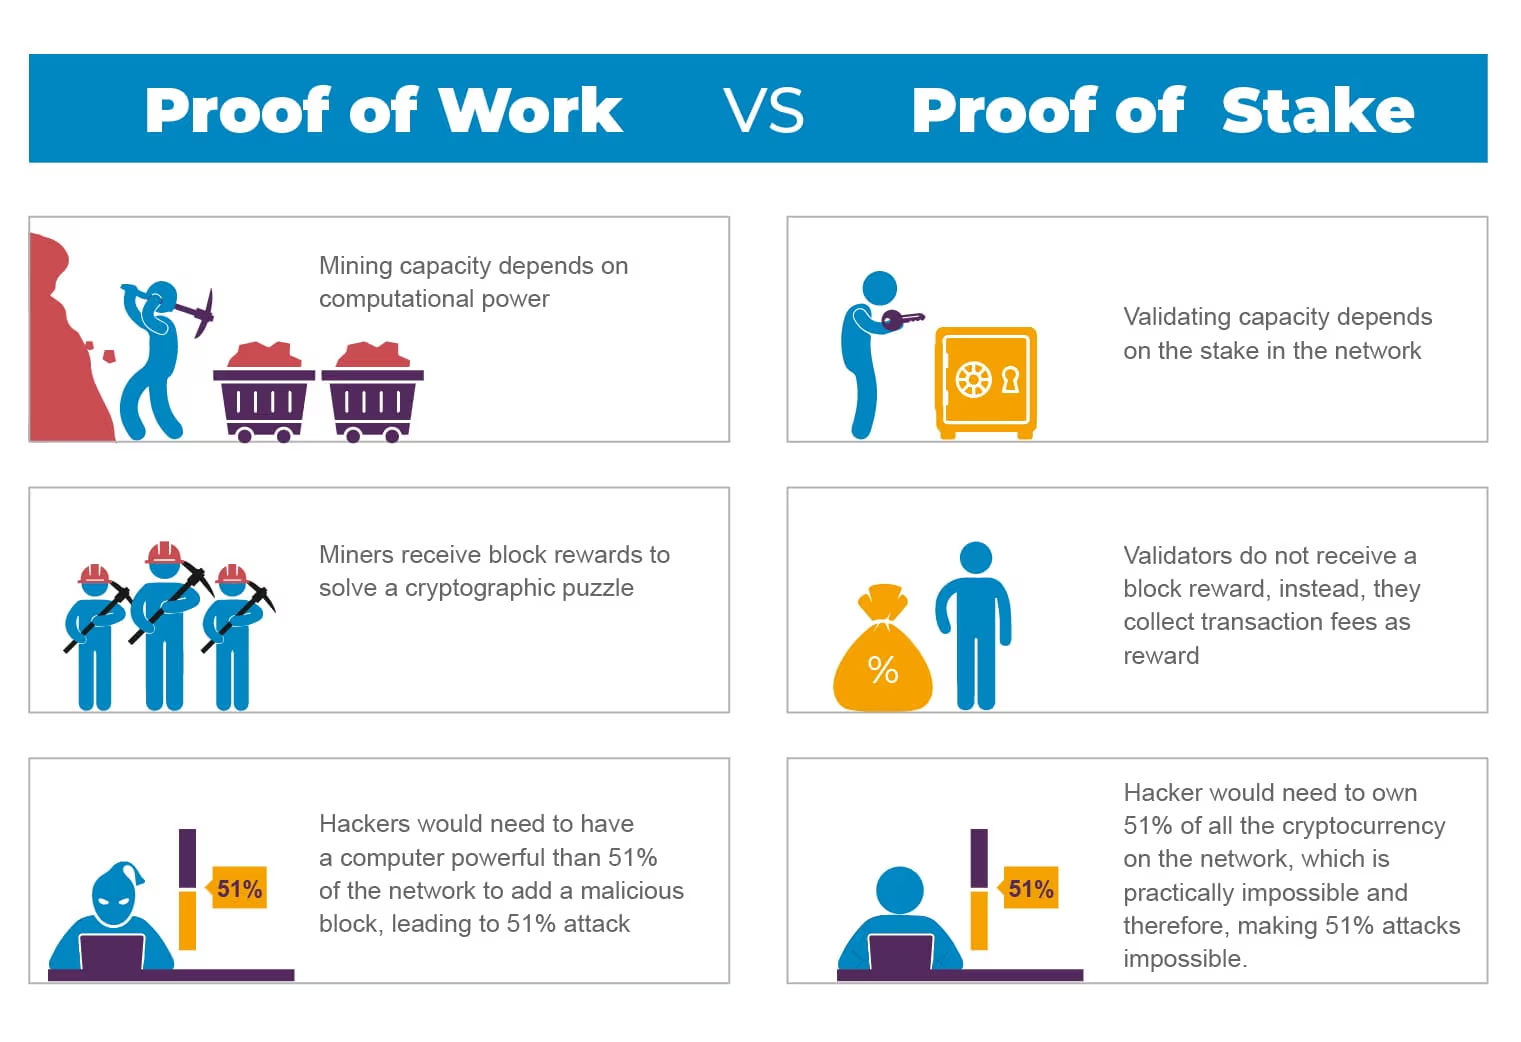 Proof of Work VS Proof of Stake
Mining capacity depends on
computational power
Validating capacity depends
on the stake in the network
Miners receive block rewards to
solve a cryptographic puzzle
%
Validators do not receive a
block reward, instead, they
collect transaction fees as
reward
51%
Hackers would need to have
a computer powerful than 51%
of the network to add a malicious
block, leading to 51% attack
51%
Hacker would need to own
51% of all the cryptocurrency
on the network, which is
practically impossible and
therefore, making 51% attacks
impossible.